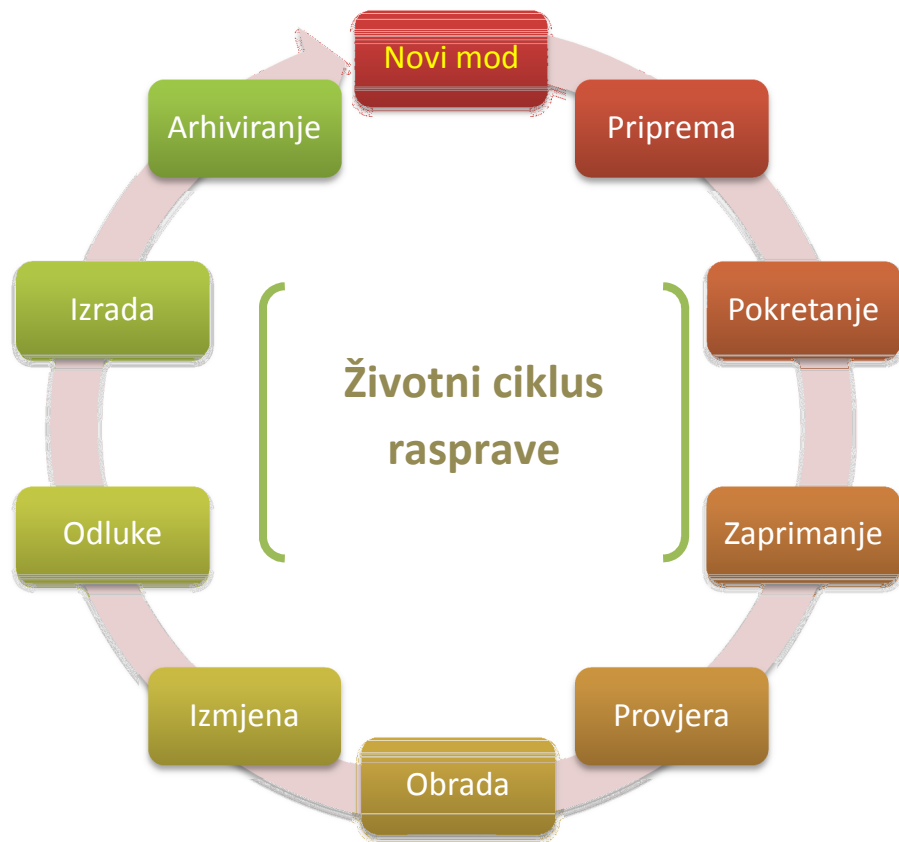 Novi mod
Priprema
Pokretanje
Zaprimanje
Provjera
Obrada
Izmjena
Odluke
Izrada
Arhiviranje
Životni ciklus
rasprave